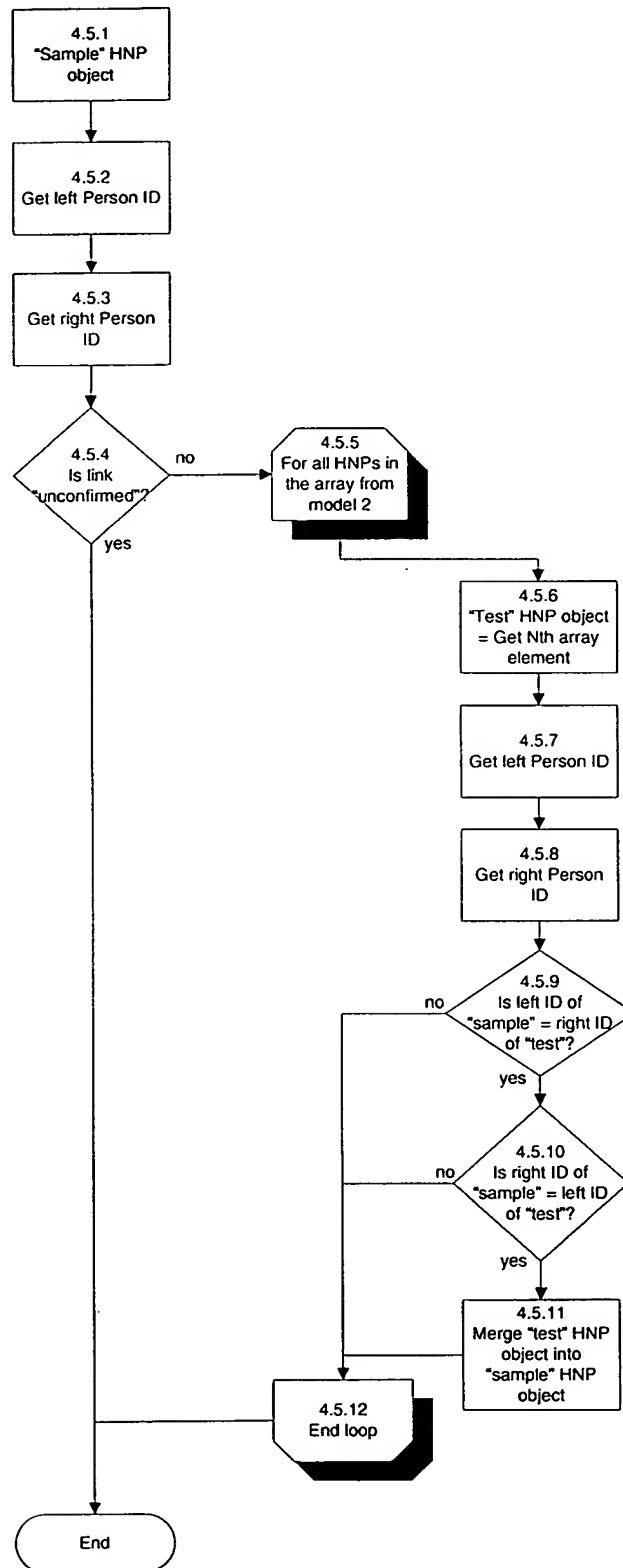 4.5.1
"Sample" HNP
object
4.5.2
Get left Person ID
4.5.3
Get right Person
ID
4.5.4
Is link
"unconfirmed"?
no
yes
4.5.5
For all HNPs in
the array from
model 2
4.5.6
"Test" HNP object
= Get Nth array
element
4.5.7
Get left Person ID
4.5.8
Get right Person
ID
4.5.9
Is left ID of
"sample" = right ID
of "test"?
no
yes
4.5.10
Is right ID of
"sample" = left ID
of "test"?
no
yes
4.5.11
Merge "test" HNP
object into
"sample" HNP
object
4.5.12
End loop
End